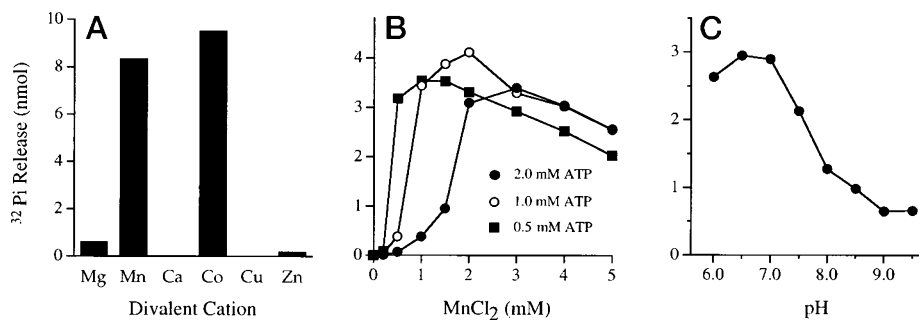 A
³² Pi Release (nmol)
10
8
6
4
2
0
Mg Mn Ca Co Cu Zn
Divalent Cation
B
4
3
2
1
0
2.0 mM ATP
1.0 mM ATP
0.5 mM ATP
0 1 2 3 4 5
MnCl₂ (mM)
C
3
2
1
0
6.0 7.0 8.0 9.0
pH